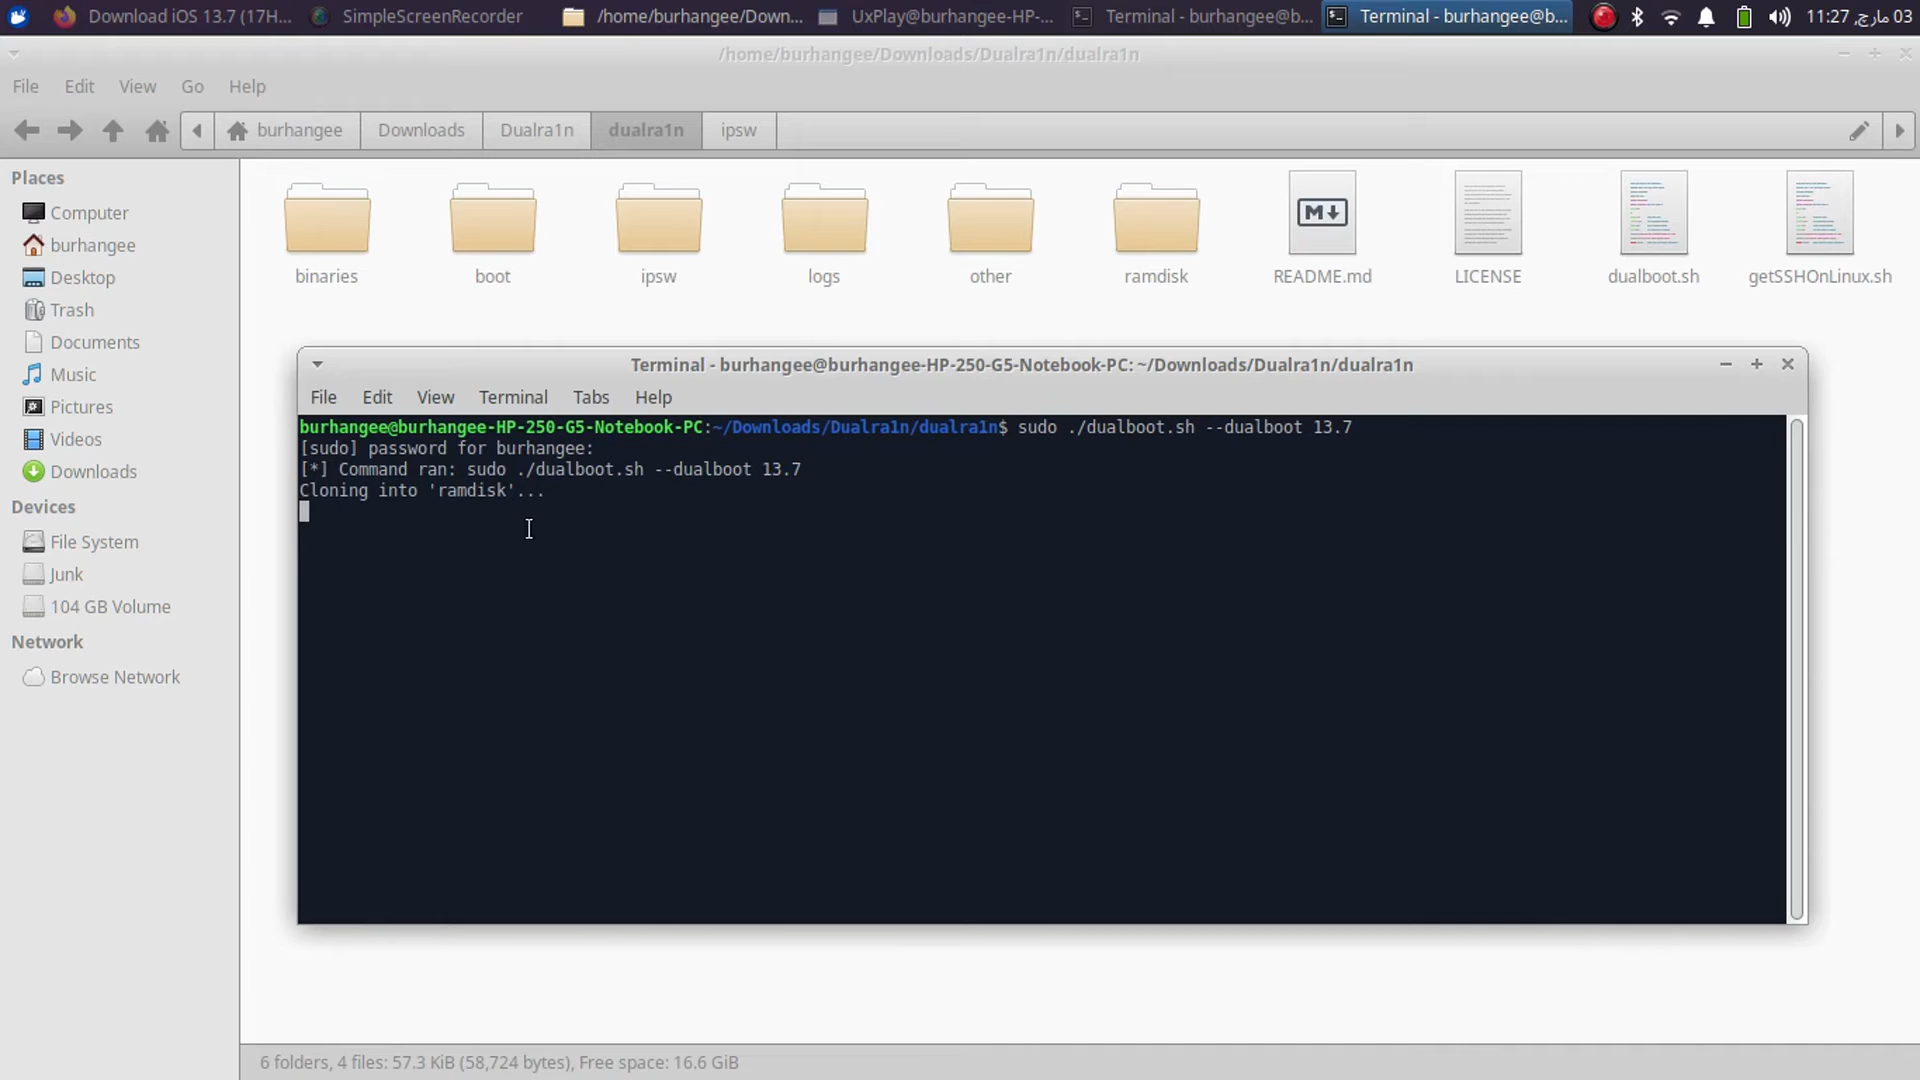 Download iOS 13.7 (17H...
SimpleScreenRecorder
/home/burhangee/Down...
UxPlay@burhangee-HP-...
Terminal - burhangee@b...
Terminal - burhangee@b...
03 مارچ, 11:27
/home/burhangee/Downloads/Dualra1n/dualra1n
File Edit View Go Help
burhangee Downloads Dualra1n dualra1n ipsw
Places
Computer
burhangee
Desktop
Trash
Documents
Music
Pictures
Videos
Downloads
Devices
File System
Junk
104 GB Volume
Network
Browse Network
M
binaries boot ipsw logs other ramdisk README.md LICENSE dualboot.sh getSSHOnLinux.sh
Terminal - burhangee@burhangee-HP-250-G5-Notebook-PC: ~/Downloads/Dualra1n/dualra1n
File Edit View Terminal Tabs Help
burhangee@burhangee-HP-250-G5-Notebook-PC:~/Downloads/Dualra1n/dualra1n$ sudo ./dualboot.sh --dualboot 13.7
[sudo] password for burhangee:
[*] Command ran: sudo ./dualboot.sh --dualboot 13.7
Cloning into 'ramdisk'...
6 folders, 4 files: 57.3 KiB (58,724 bytes), Free space: 16.6 GiB